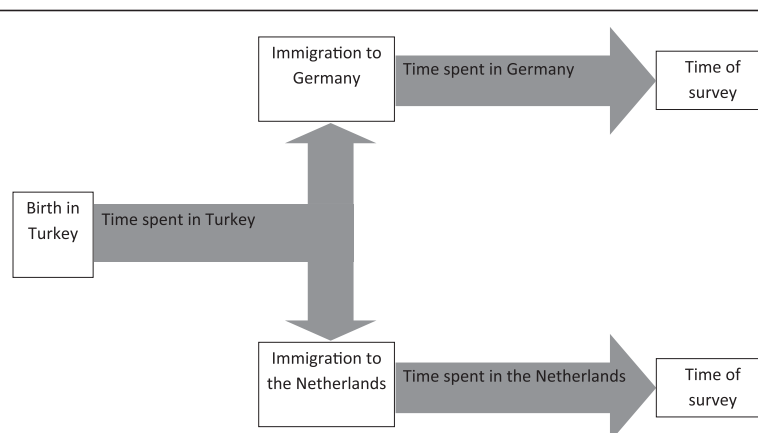 Immigration to
Germany
Time spent in Germany
Time of
survey
Birth in
Turkey
Time spent in Turkey
Immigration to
the Netherlands
Time spent in the Netherlands
Time of
survey